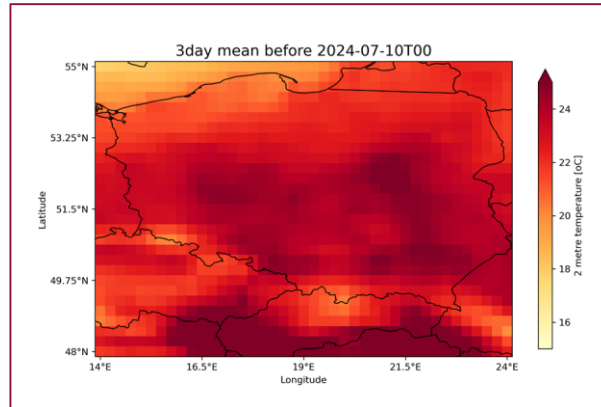 3day mean before 2024-07-10T00
55°N
53.25°N
51.5°N
49.75°N
48°N
Latitude
14°E
16.5°E
19°E
21.5°E
24°E
Longitude
24
22
20
18
16
2 metre temperature [oC]